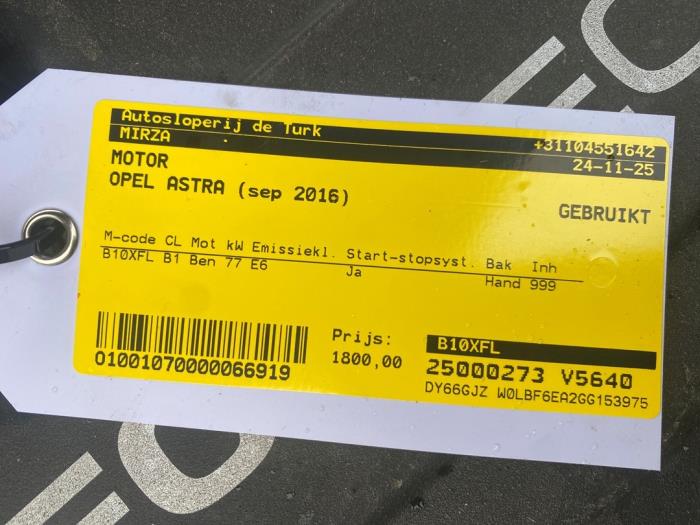 Autosloperij de Turk +31104551642
MIRZA 24-11-25
MOTOR
OPEL ASTRA (sep 2016)
GEBRUIKT
M-code CL Mot kW Emissiekl. Start-stopsyst. Bak Inh
B10XFL B1 Ben 77 E6 Ja Hand 999
Prijs:
1800,00
01001070000066919
B10XFL
25000273 V5640
DY66GJZ W0LBF6EA2GG153975